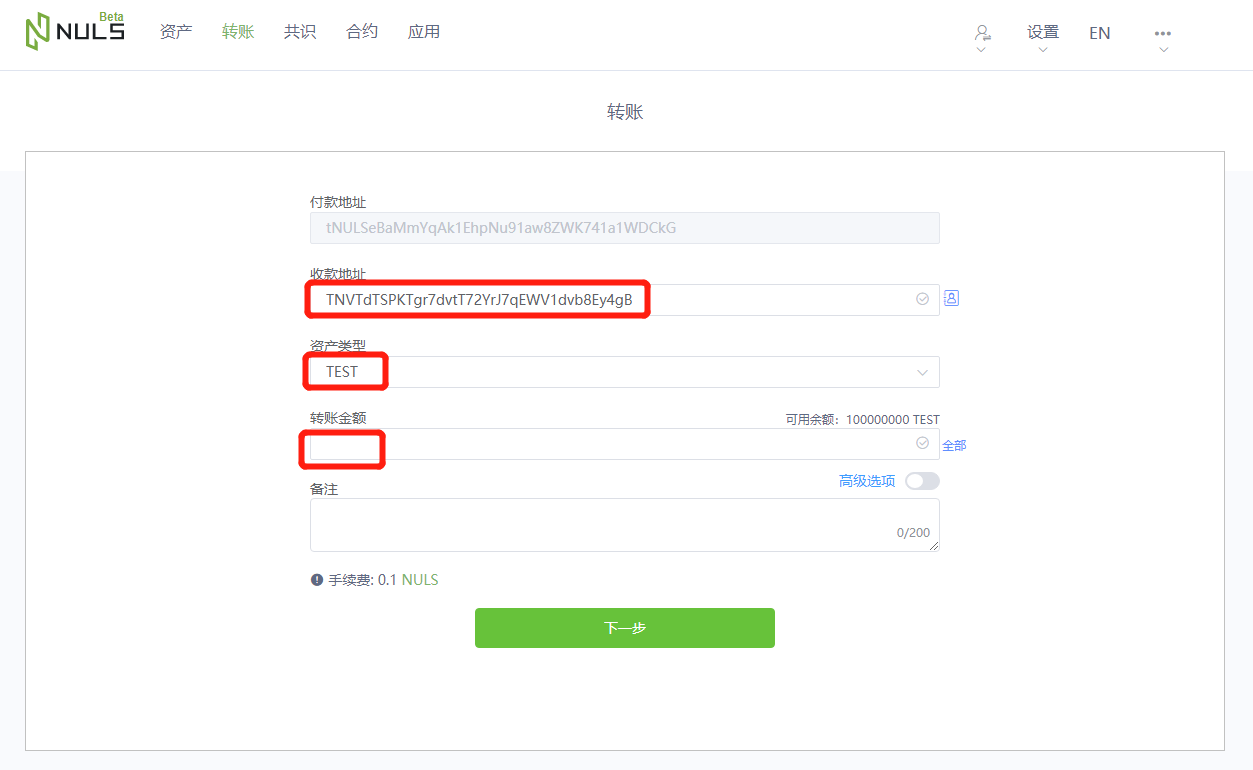 NULS Beta 资产 转账 共识 合约 应用 设置 EN
转账
付款地址
tNULSeBaMmYqAk1EhpNu91aw8ZWK741a1WDCkG
收款地址
TNVTdTSPKTgr7dvtT72YrJ7qEWV1dvb8Ey4gB
资产类型
TEST
转账金额 可用余额：100000000 TEST
全部
高级选项
备注
0/200
手续费: 0.1 NULS
下一步